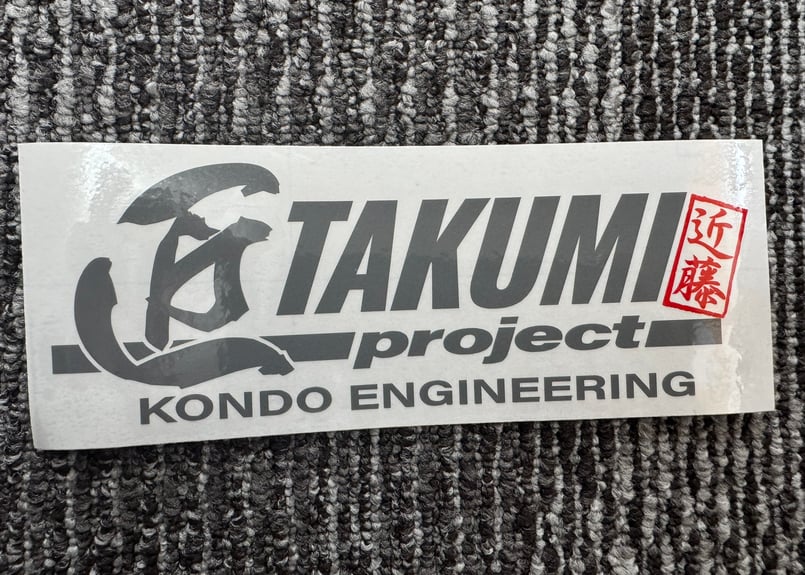 匠 TAKUMI 近藤
project
KONDO ENGINEERING